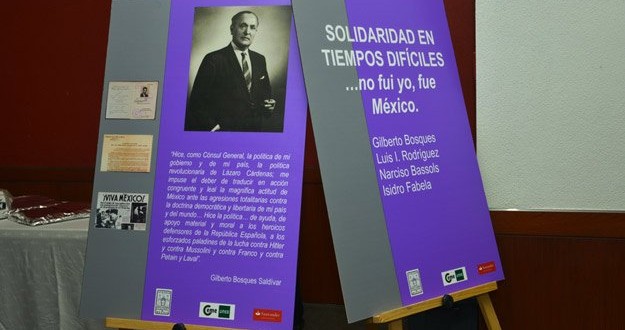 ¡VIVA MÉXICO!
"Hice, como Cónsul General, la política de mi
gobierno y de mi país, la política
revolucionaria de Lázaro Cárdenas; me
impuse el deber de traducir en acción
congruente y leal la magnífica actitud de
México ante las agresiones totalitarias contra
la doctrina democrática y libertaria de mi país
y del mundo... Hice la política... de ayuda, de
apoyo material y moral a los heroicos
defensores de la República Española, a los
esforzados paladines de la lucha contra Hitler
y contra Mussolini y contra Franco y contra
Petain y Laval".
Gilberto Bosques Saldívar
Santander
SOLIDARIDAD EN
TIEMPOS DIFÍCILES
...no fui yo, fue
México.
Gilberto Bosques
Luis I. Rodríguez
Narciso Bassols
Isidro Fabela
Santander